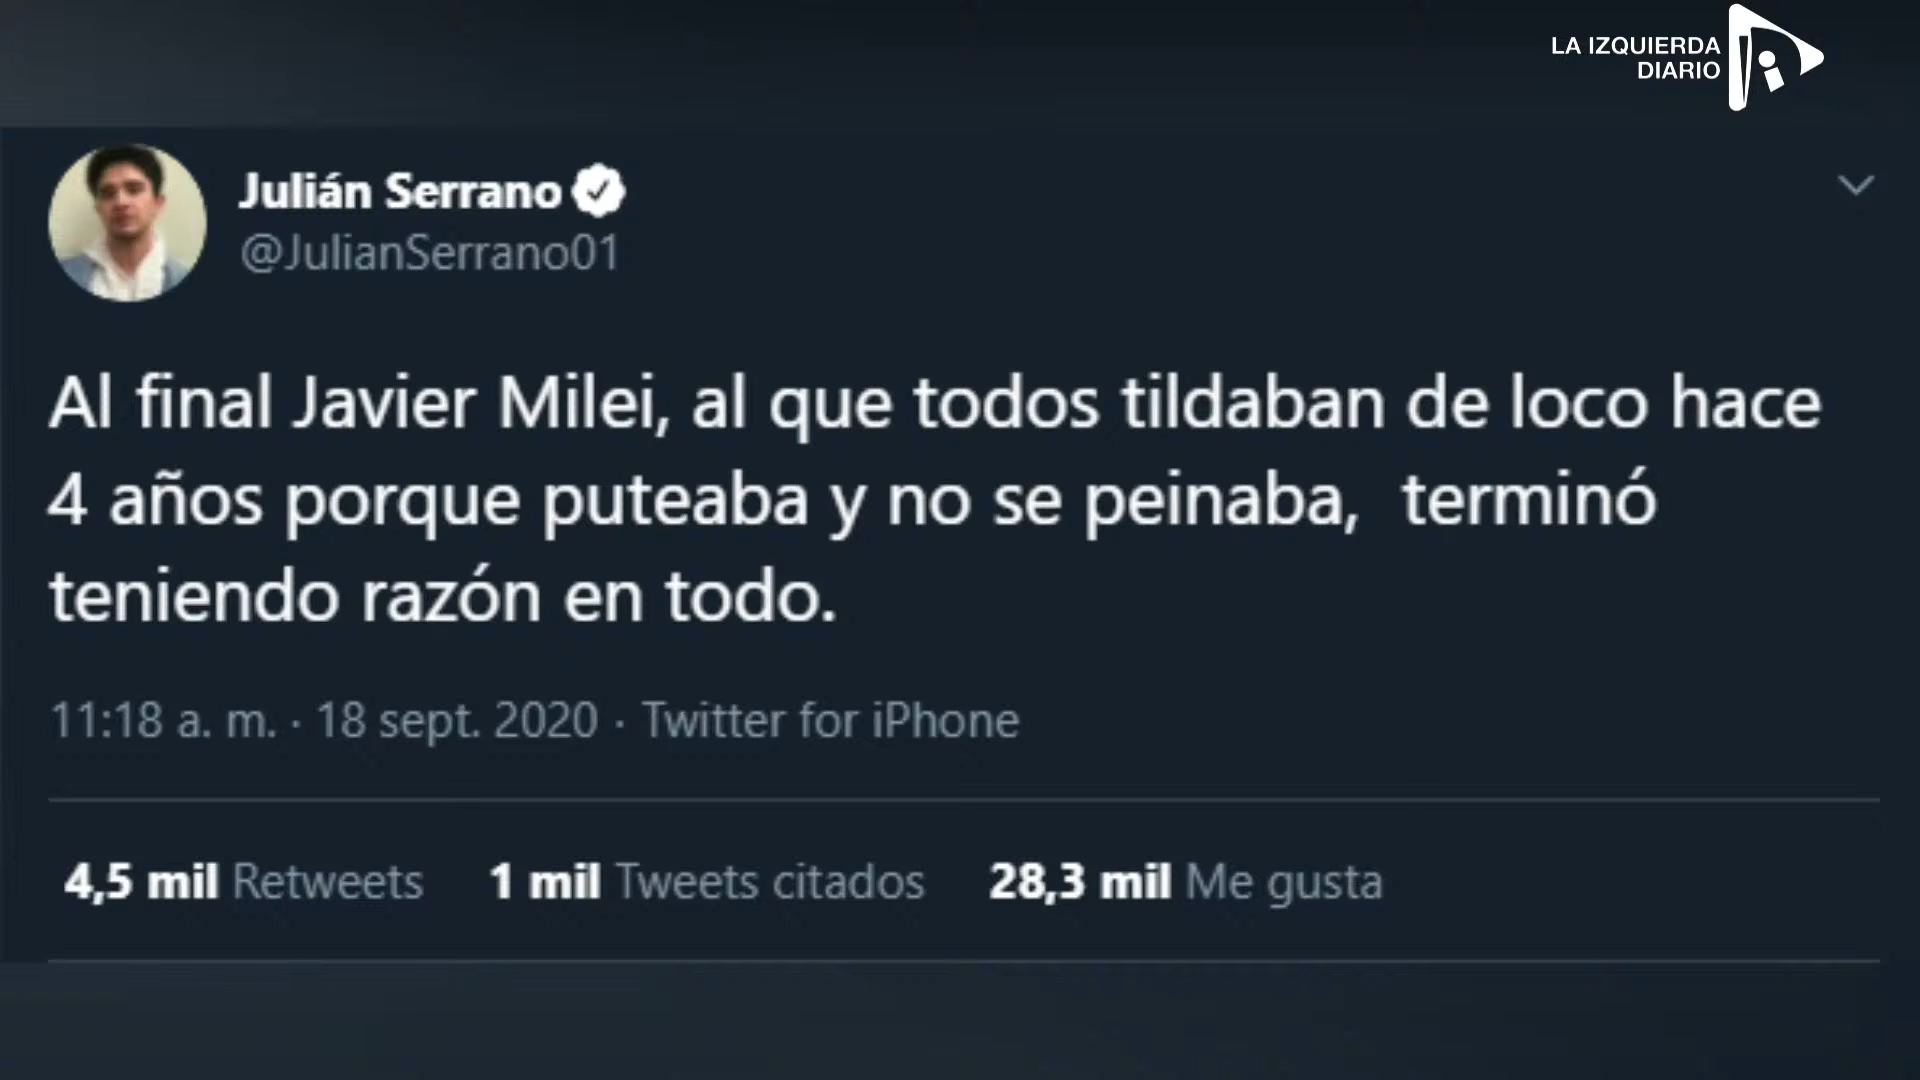 LA IZQUIERDA
DIARIO
Julián Serrano
@JulianSerrano01
Al final Javier Milei, al que todos tildaban de loco hace
4 años porque puteaba y no se peinaba,  terminó
teniendo razón en todo.
11:18 a. m. · 18 sept. 2020 · Twitter for iPhone
4,5 mil Retweets 1 mil Tweets citados 28,3 mil Me gusta